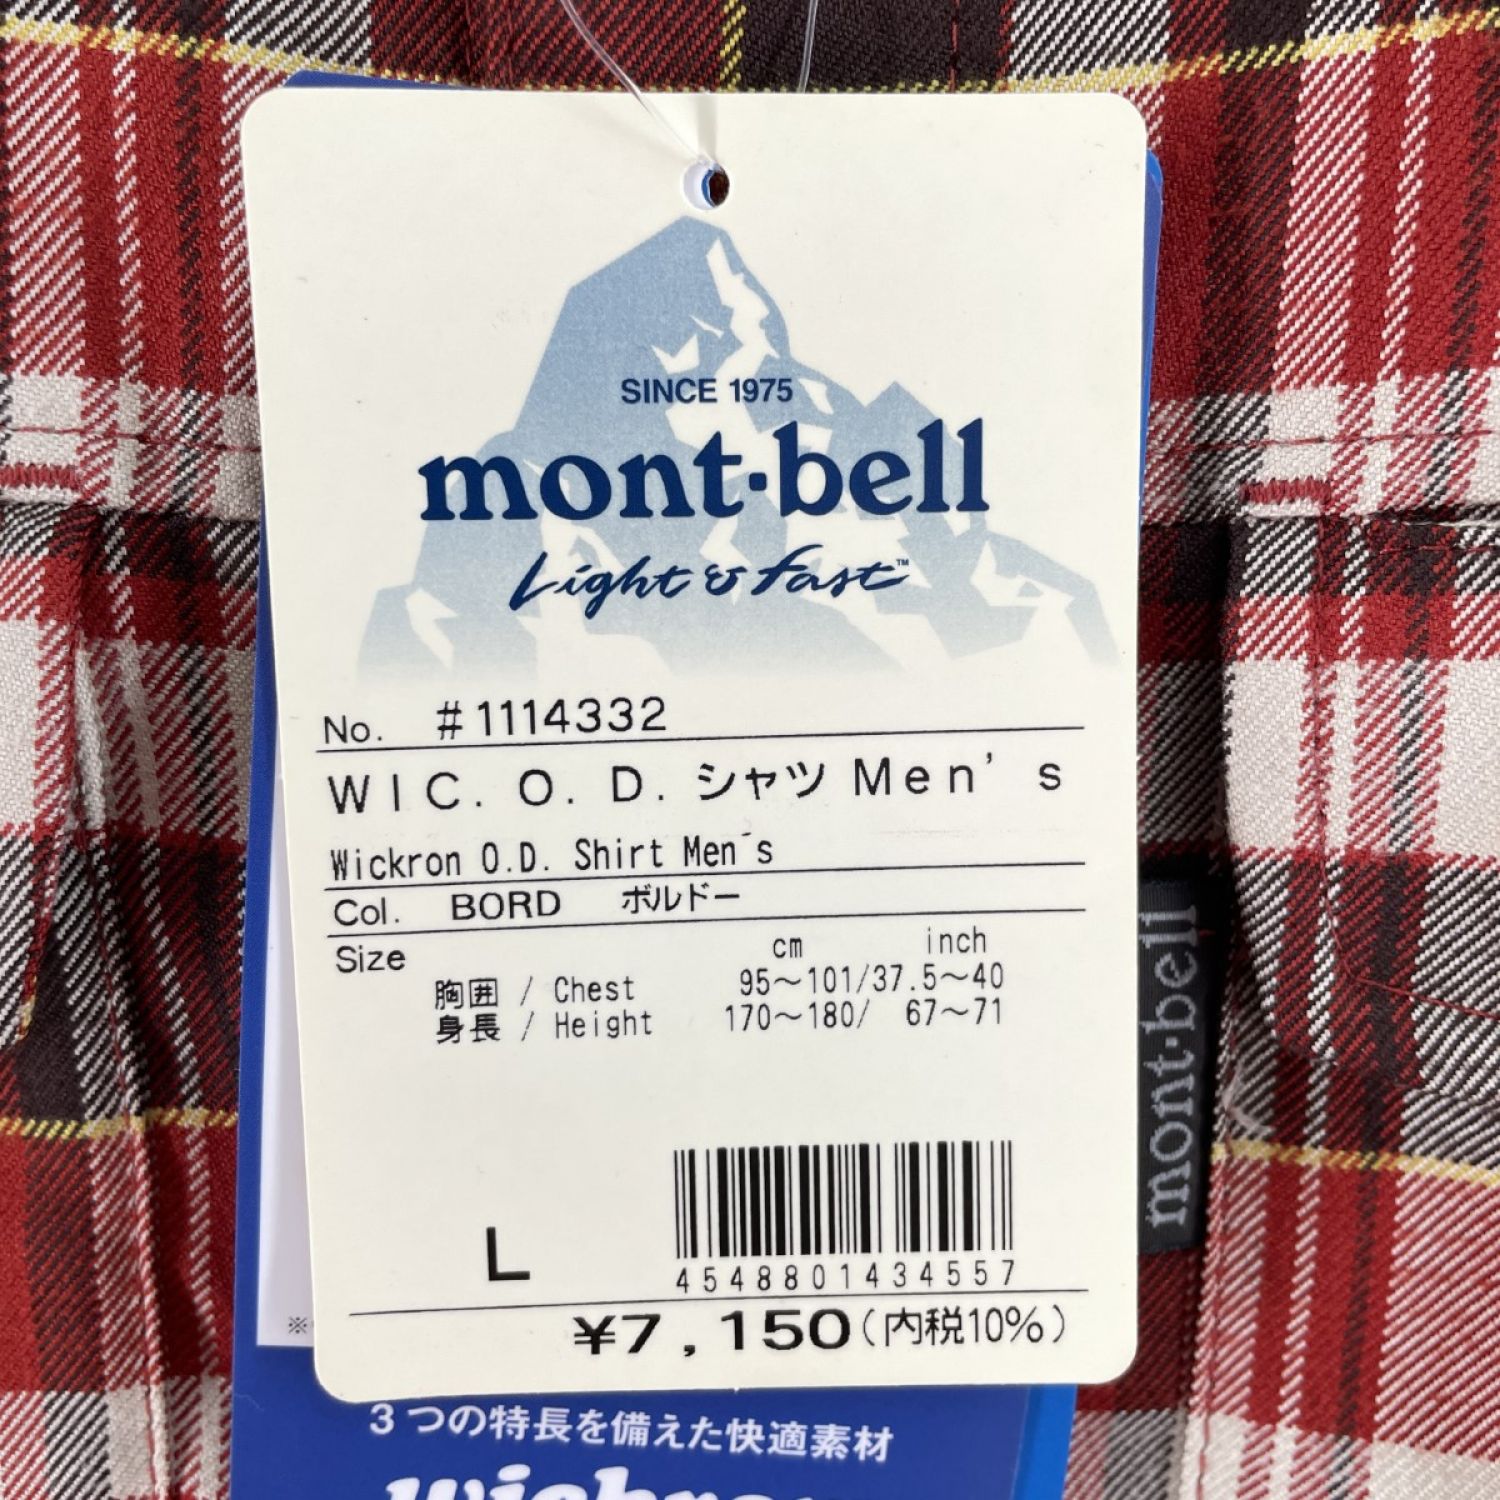 SINCE 1975
mont·bell
Light & fast™
No. #1114332
WIC. O. D. シャツ Men's
Wickron O.D. Shirt Men´s
Col. BORD ボルドー
Size
cm inch
胸囲 / Chest 95～101/37.5～40
身長 / Height 170～180/ 67～71
L
4548801434557
¥7,150(内税10%)
※
3つの特長を備えた快適素材
mont·bell